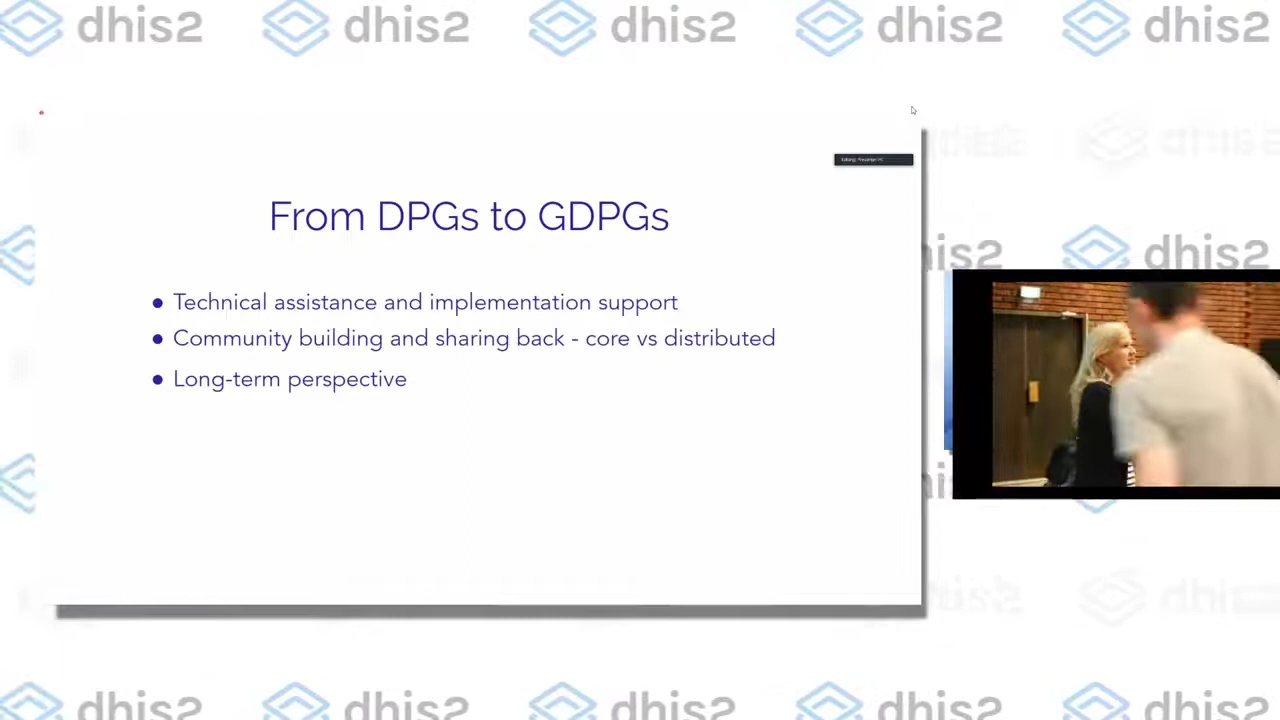 dhis2 dhis2 dhis2 dhis2 dhis2
From DPGs to GDPGs
● Technical assistance and implementation support
● Community building and sharing back - core vs distributed
● Long-term perspective
dhis2
dhis2 dhis2 dhis2 dhis2 dhis2